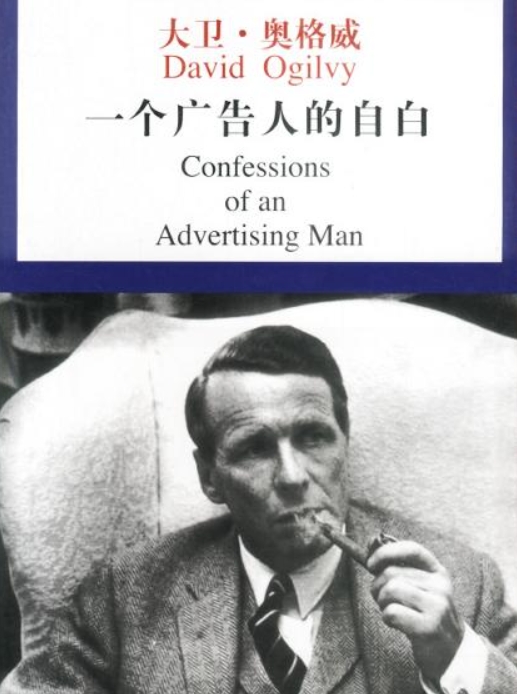 大卫·奥格威
David Ogilvy
一个广告人的自白
Confessions
of an
Advertising Man